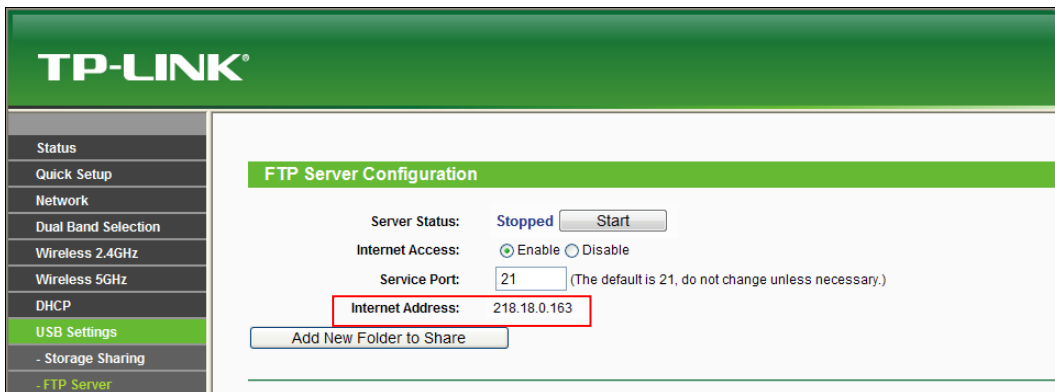 TP-LINK®
Status
Quick Setup
Network
Dual Band Selection
Wireless 2.4GHz
Wireless 5GHz
DHCP
USB Settings
- Storage Sharing
- FTP Server
FTP Server Configuration
Server Status: Stopped Start
Internet Access: Enable Disable
Service Port: 21 (The default is 21, do not change unless necessary.)
Internet Address: 218.18.0.163
Add New Folder to Share